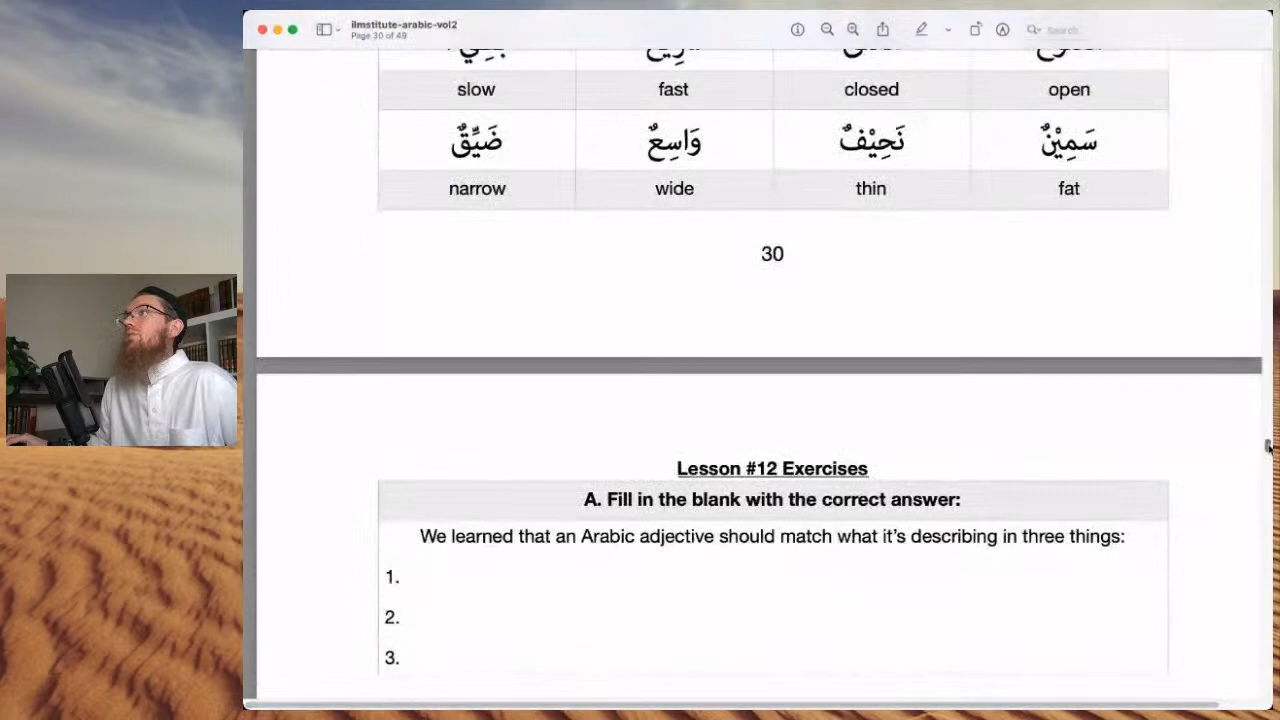 ilmstitute-arabic-vol2
Page 30 of 49
Search
slow fast closed open
ضَيِّقٌ وَاسِعٌ نَحِيْفٌ سَمِيْنٌ
narrow wide thin fat
30
Lesson #12 Exercises
A. Fill in the blank with the correct answer:
We learned that an Arabic adjective should match what it's describing in three things:
1.
2.
3.